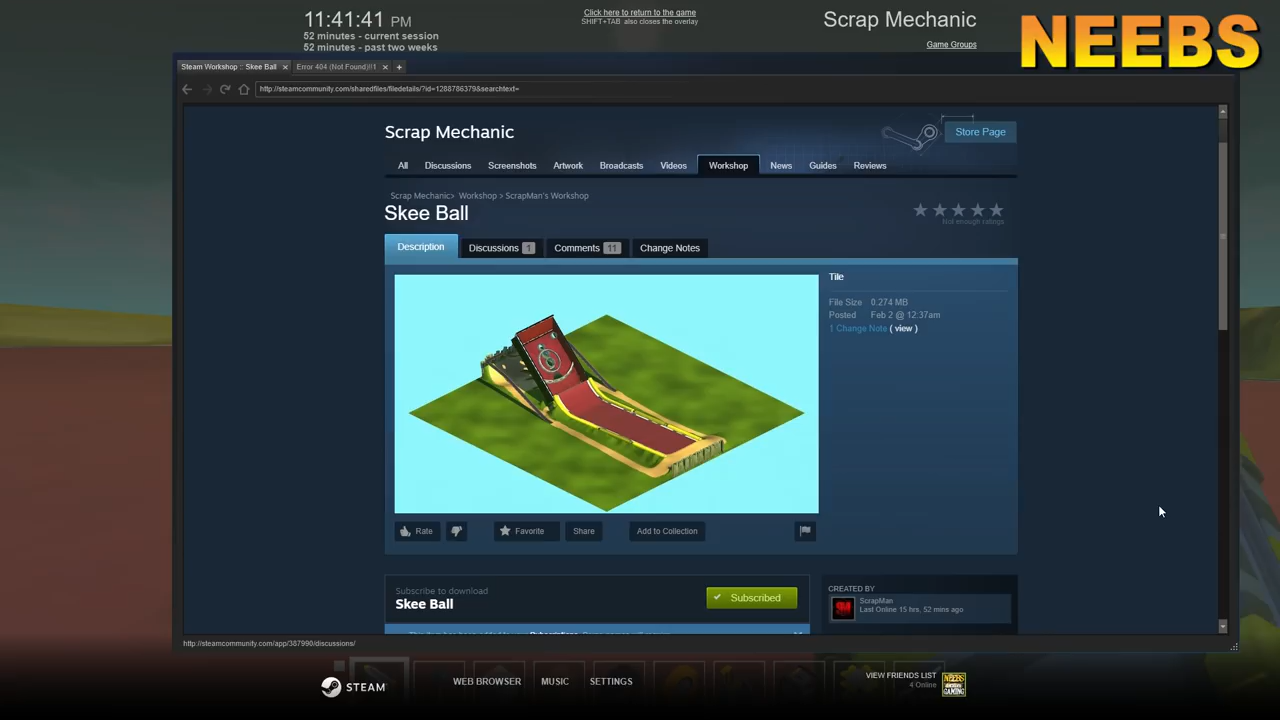 11:41:41 PM
52 minutes - current session
52 minutes - past two weeks
Click here to return to the game
SHIFT+TAB also closes the overlay
Scrap Mechanic
Game Groups
NEEBS
Steam Workshop :: Skee Ball
Error 404 (Not Found)!!1
http://steamcommunity.com/sharedfiles/filedetails/?id=1288786379&searchtext=
Scrap Mechanic
Store Page
All Discussions Screenshots Artwork Broadcasts Videos Workshop News Guides Reviews
Scrap Mechanic> Workshop > ScrapMan's Workshop
Skee Ball
Not enough ratings
Description Discussions 1 Comments 11 Change Notes
Tile
File Size 0.274 MB
Posted Feb 2 @ 12:37am
1 Change Note ( view )
Rate Favorite Share Add to Collection
Subscribe to download
Skee Ball
Subscribed
CREATED BY
ScrapMan
Last Online 15 hrs, 52 mins ago
http://steamcommunity.com/app/387990/discussions/
STEAM
WEB BROWSER MUSIC SETTINGS
VIEW FRIENDS LIST
4 Online